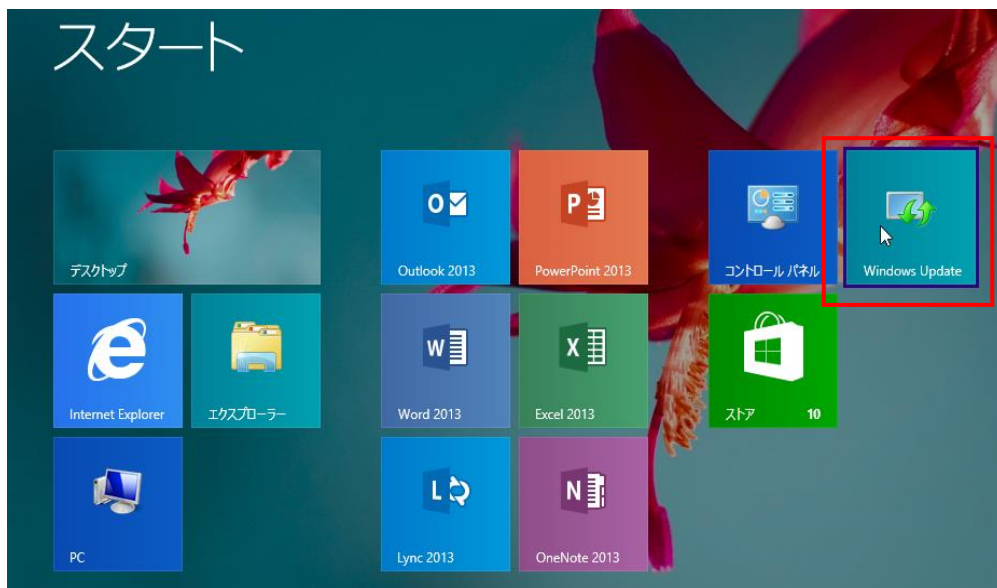 スタート
デスクトップ
Outlook 2013
PowerPoint 2013
コントロール パネル
Windows Update
Internet Explorer
エクスプローラー
Word 2013
Excel 2013
ストア 10
PC
Lync 2013
OneNote 2013